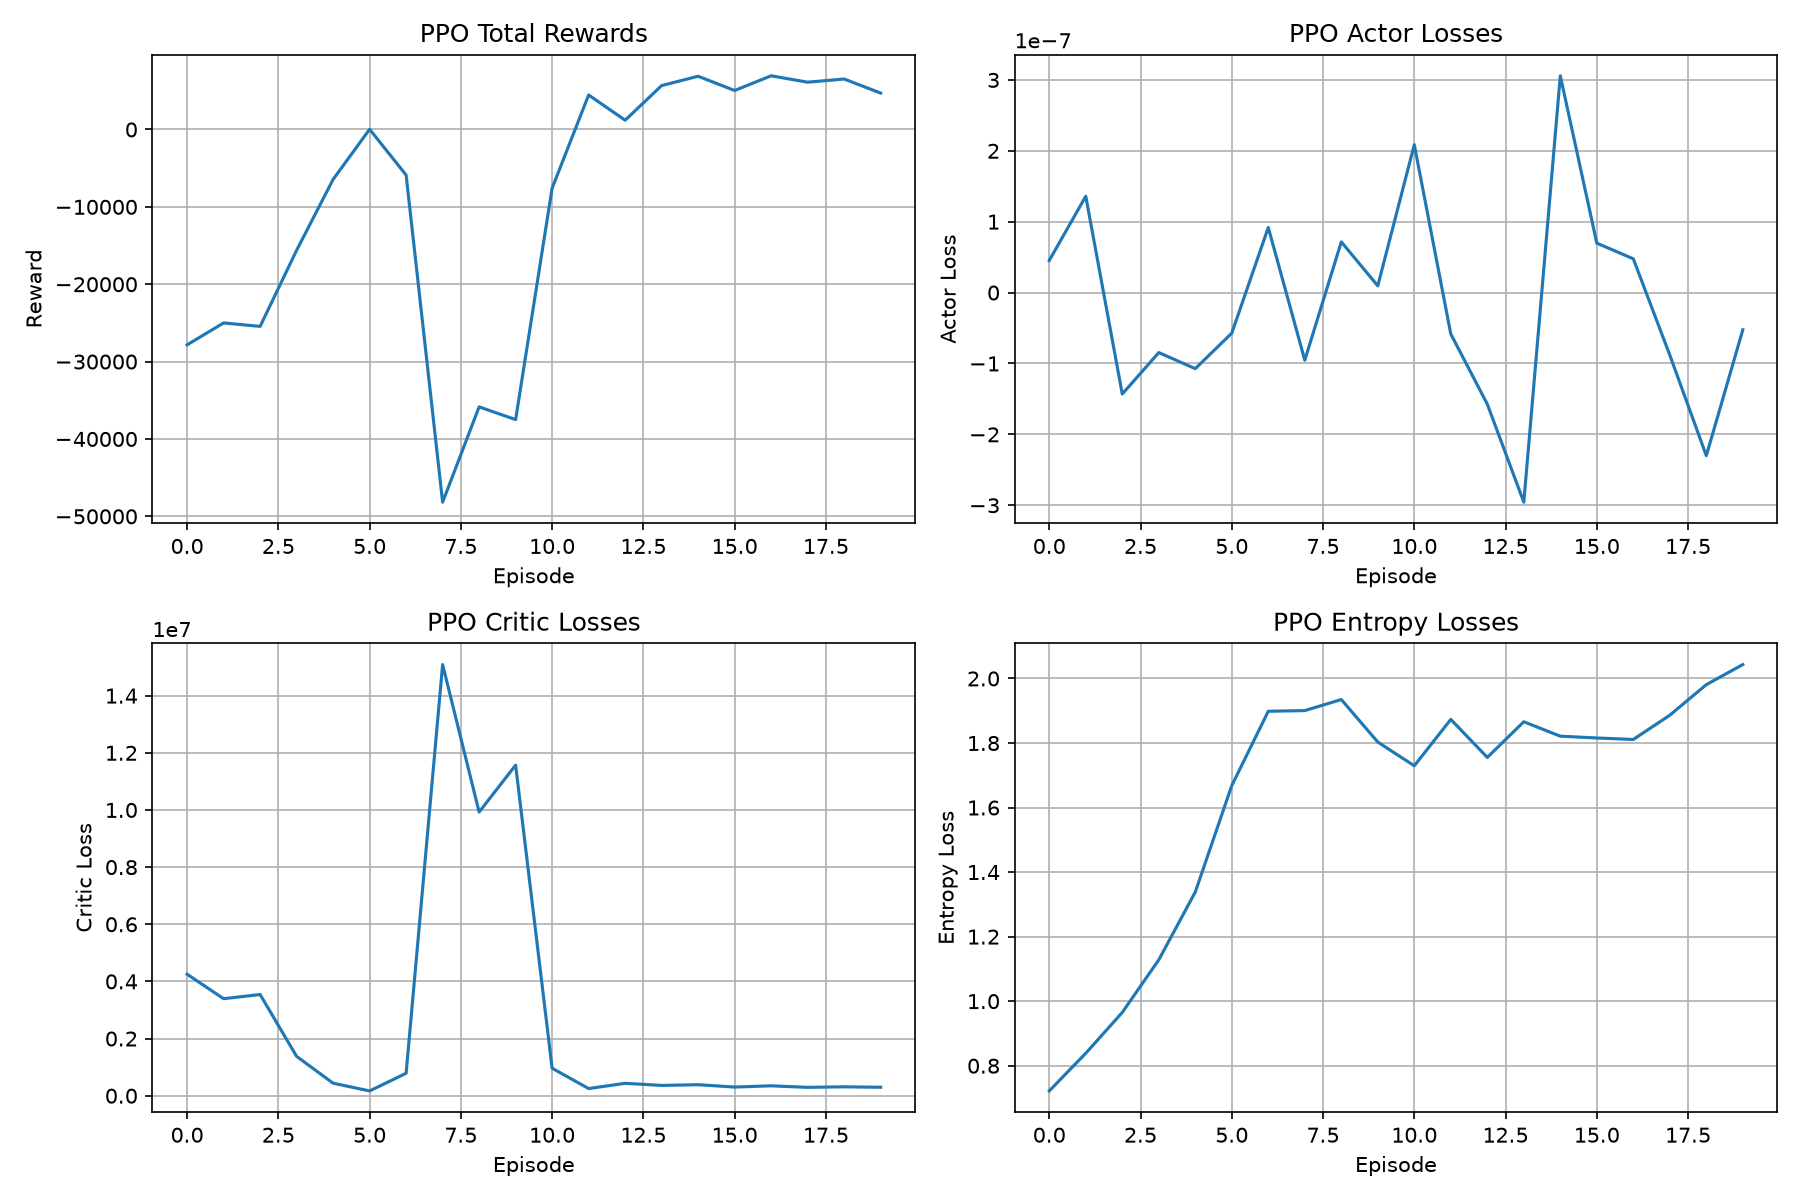 PPO Total Rewards
Reward
0
−10000
−20000
−30000
−40000
−50000
0.0 2.5 5.0 7.5 10.0 12.5 15.0 17.5
Episode
PPO Actor Losses
1e−7
Actor Loss
3
2
1
0
−1
−2
−3
0.0 2.5 5.0 7.5 10.0 12.5 15.0 17.5
Episode
PPO Critic Losses
1e7
Critic Loss
1.4
1.2
1.0
0.8
0.6
0.4
0.2
0.0
0.0 2.5 5.0 7.5 10.0 12.5 15.0 17.5
Episode
PPO Entropy Losses
Entropy Loss
2.0
1.8
1.6
1.4
1.2
1.0
0.8
0.0 2.5 5.0 7.5 10.0 12.5 15.0 17.5
Episode